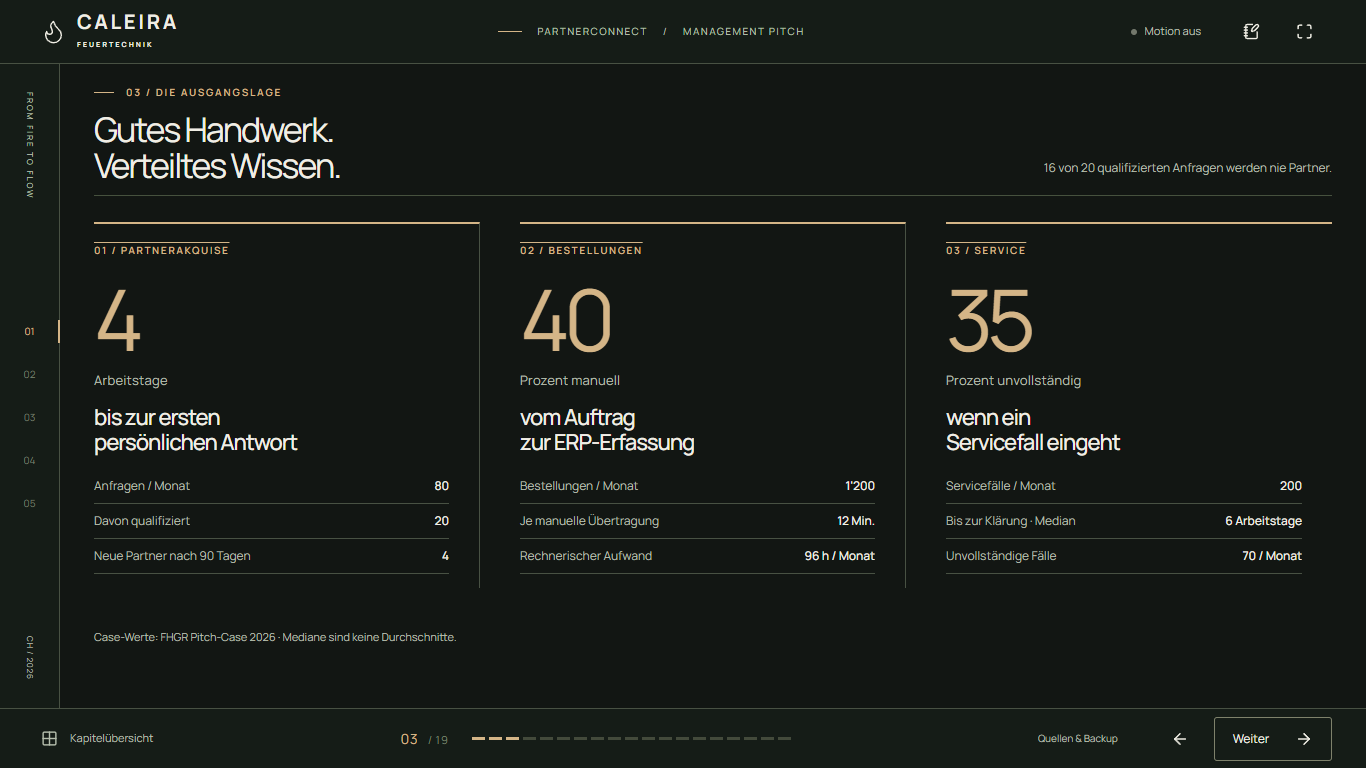 CALEIRA
FEUERTECHNIK
PARTNERCONNECT / MANAGEMENT PITCH
Motion aus
FROM FIRE TO FLOW
01
02
03
04
05
CH / 2026
03 / DIE AUSGANGSLAGE
Gutes Handwerk.
Verteiltes Wissen.
16 von 20 qualifizierten Anfragen werden nie Partner.
01 / PARTNERAKQUISE
4
Arbeitstage
bis zur ersten
persönlichen Antwort
Anfragen / Monat 80
Davon qualifiziert 20
Neue Partner nach 90 Tagen 4
02 / BESTELLUNGEN
40
Prozent manuell
vom Auftrag
zur ERP-Erfassung
Bestellungen / Monat 1'200
Je manuelle Übertragung 12 Min.
Rechnerischer Aufwand 96 h / Monat
03 / SERVICE
35
Prozent unvollständig
wenn ein
Servicefall eingeht
Servicefälle / Monat 200
Bis zur Klärung · Median 6 Arbeitstage
Unvollständige Fälle 70 / Monat
Case-Werte: FHGR Pitch-Case 2026 · Mediane sind keine Durchschnitte.
Kapitelübersicht
03 / 19
Quellen & Backup
Weiter